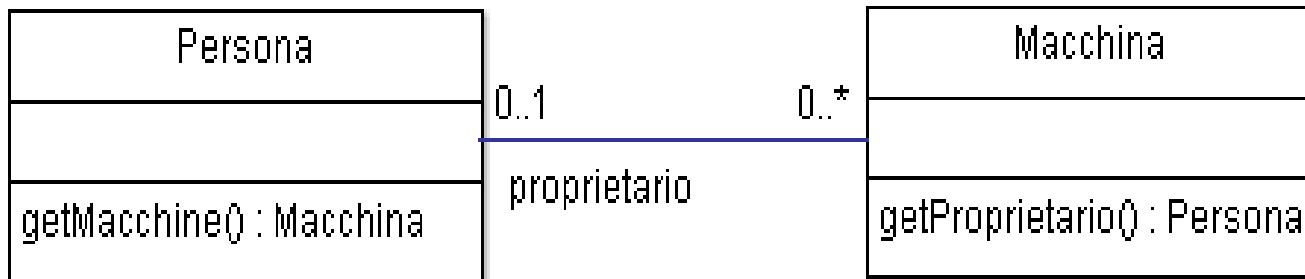 Persona
getMacchine() : Macchina
0..1
0..*
proprietario
Macchina
getProprietario() : Persona